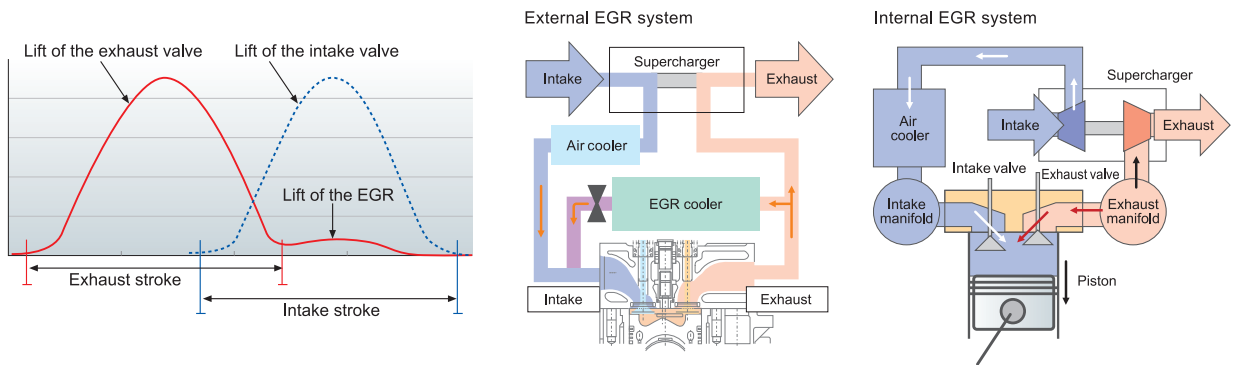 Lift of the exhaust valve
Lift of the intake valve
Lift of the EGR
Exhaust stroke
Intake stroke
External EGR system
Supercharger
Intake
Exhaust
Air cooler
EGR cooler
Intake
Exhaust
Internal EGR system
Supercharger
Air
cooler
Intake
Exhaust
Intake valve
Exhaust valve
Intake
manifold
Exhaust
manifold
Piston